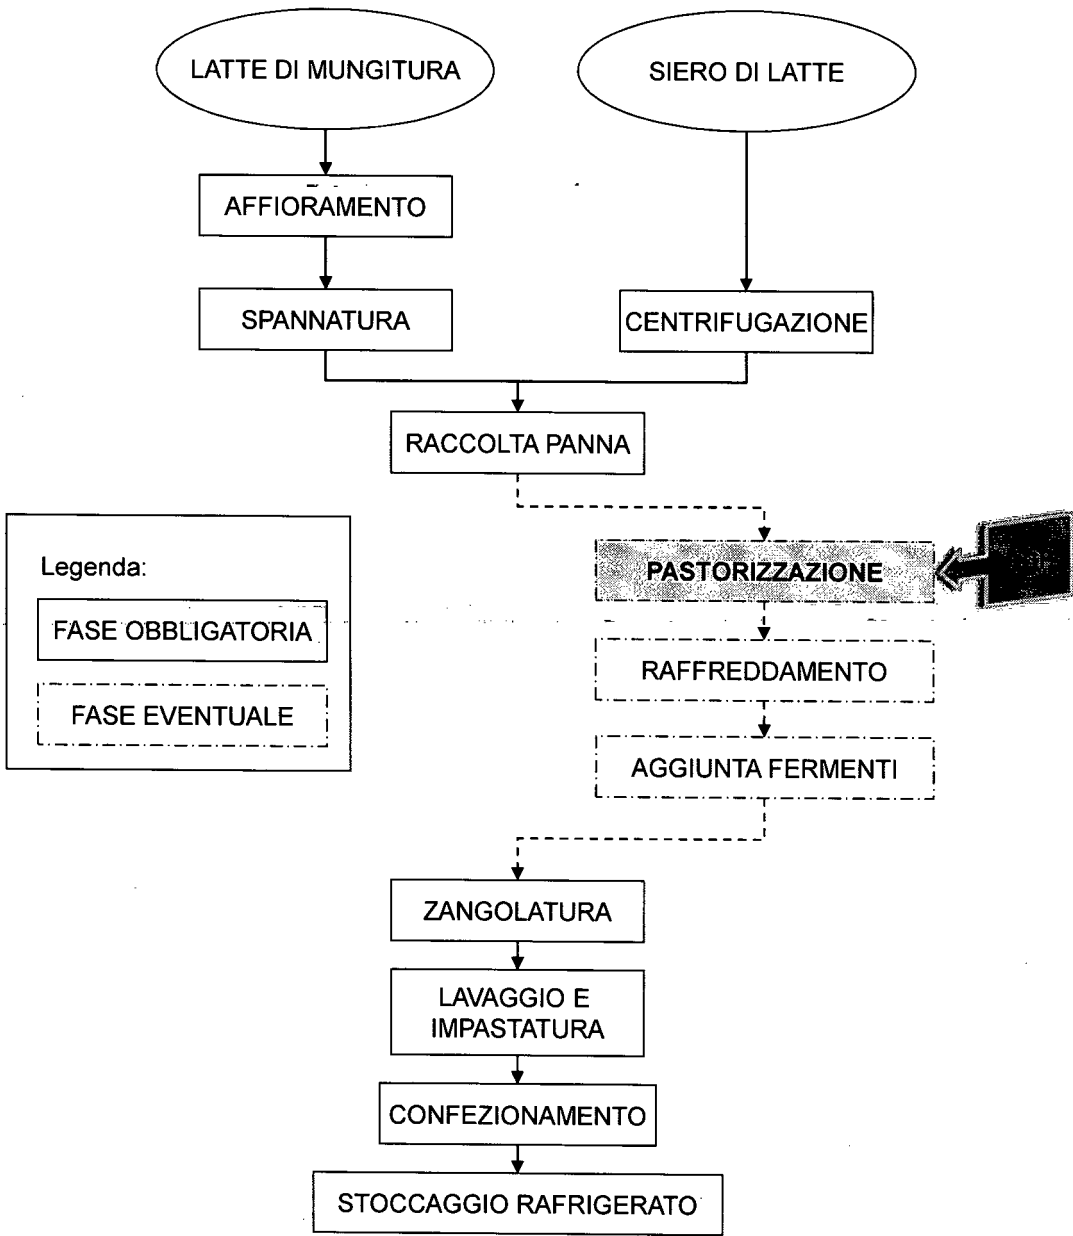 LATTE DI MUNGITURA
SIERO DI LATTE
AFFIORAMENTO
SPANNATURA
CENTRIFUGAZIONE
RACCOLTA PANNA
Legenda:
FASE OBBLIGATORIA
FASE EVENTUALE
PASTORIZZAZIONE
RAFFREDDAMENTO
AGGIUNTA FERMENTI
ZANGOLATURA
LAVAGGIO E
IMPASTATURA
CONFEZIONAMENTO
STOCCAGGIO RAFRIGERATO